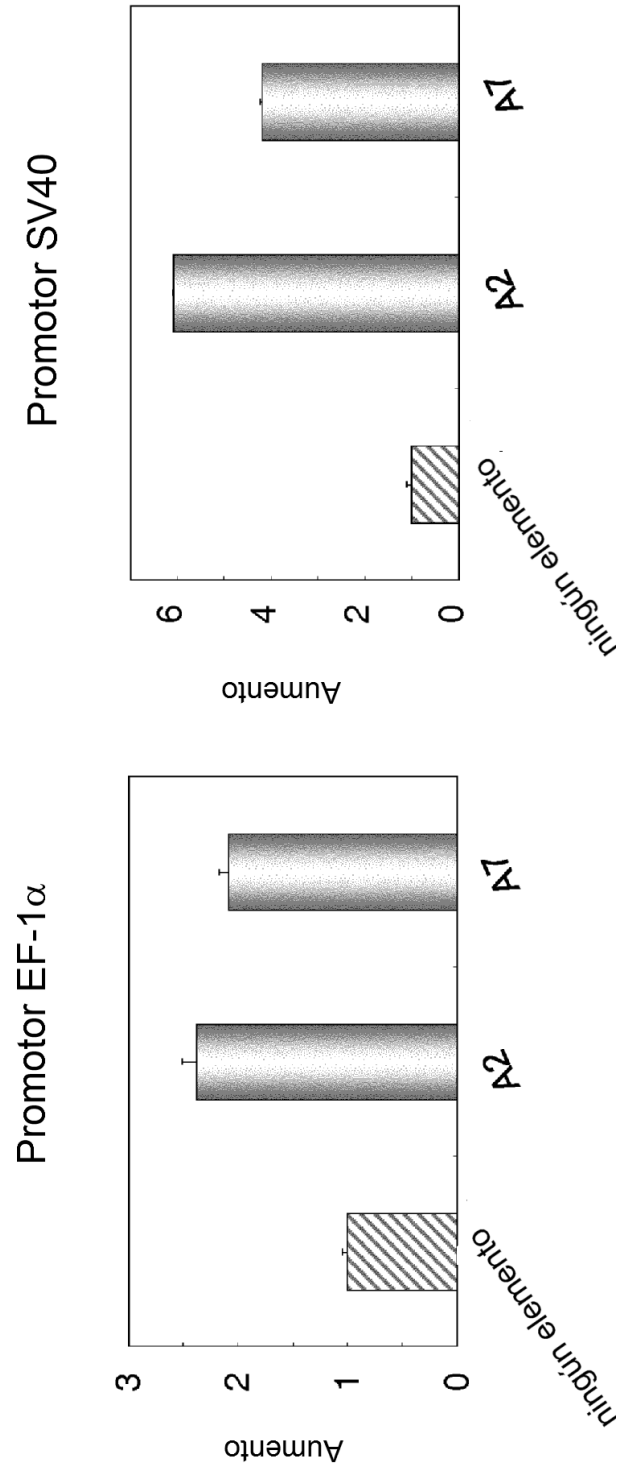 Promotor EF-1α
Aumento
3
2
1
0
ningún elemento
A2
A7
Promotor SV40
Aumento
6
4
2
0
ningún elemento
A2
A7